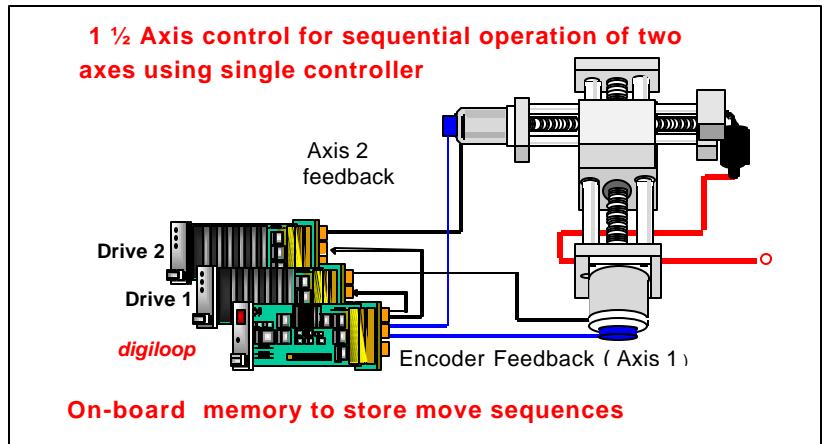 1 ½ Axis control for sequential operation of two
axes using single controller
Axis 2
feedback
Drive 2
Drive 1
digiloop
Encoder Feedback ( Axis 1)
On-board memory to store move sequences